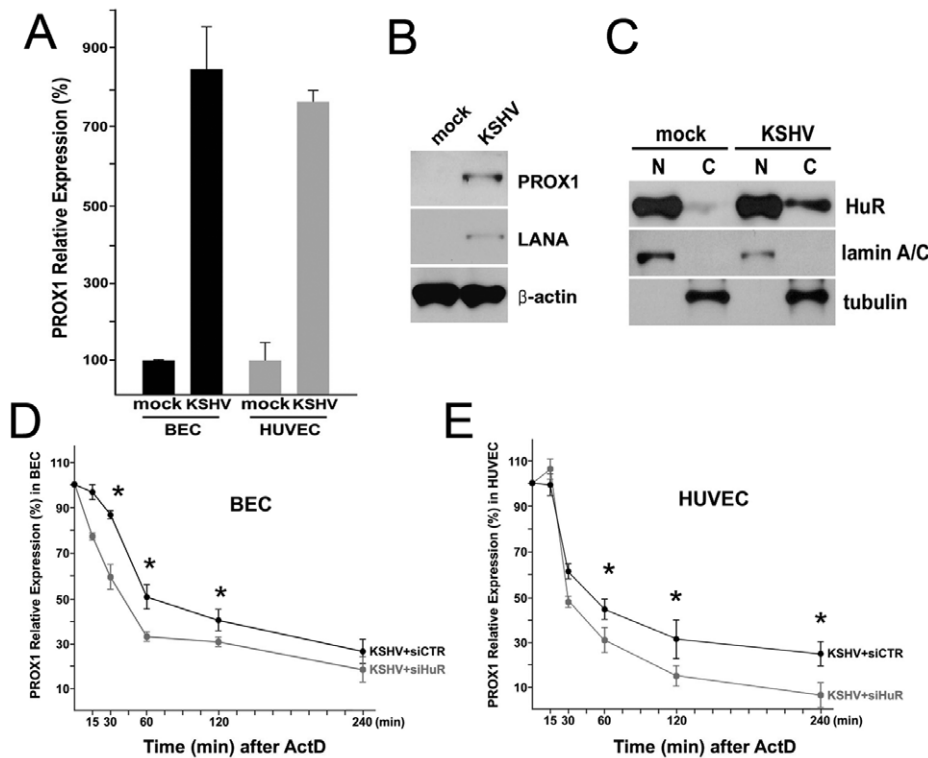 A
PROX1 Relative Expression (%)
900
700
500
300
100
mock KSHV mock KSHV
BEC HUVEC
B
mock KSHV
PROX1
LANA
β-actin
C
mock KSHV
N C N C
HuR
lamin A/C
tubulin
D
PROX1 Relative Expression (%) in BEC
110
90
70
50
30
10
BEC
* * *
KSHV+siCTR
KSHV+siHuR
15 30 60 120 240 (min)
Time (min) after ActD
E
PROX1 Relative Expression (%) in HUVEC
110
90
70
50
30
10
HUVEC
* * *
KSHV+siCTR
KSHV+siHuR
15 30 60 120 240 (min)
Time (min) after ActD